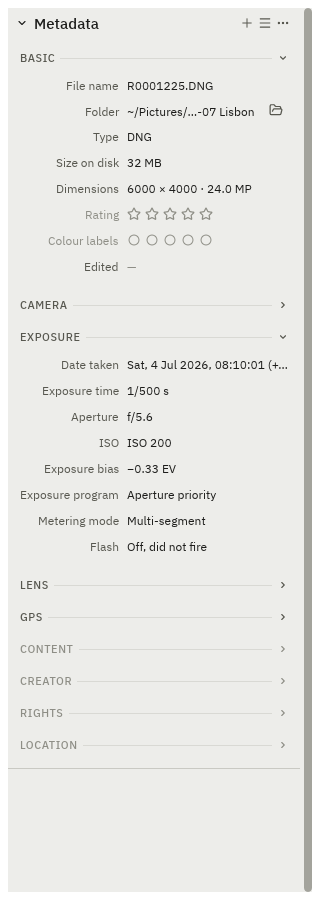 Metadata
BASIC
File name R0001225.DNG
Folder ~/Pictures/...-07 Lisbon
Type DNG
Size on disk 32 MB
Dimensions 6000 × 4000 · 24.0 MP
Rating
Colour labels
Edited —
CAMERA
EXPOSURE
Date taken Sat, 4 Jul 2026, 08:10:01 (+...
Exposure time 1/500 s
Aperture f/5.6
ISO ISO 200
Exposure bias −0.33 EV
Exposure program Aperture priority
Metering mode Multi-segment
Flash Off, did not fire
LENS
GPS
CONTENT
CREATOR
RIGHTS
LOCATION